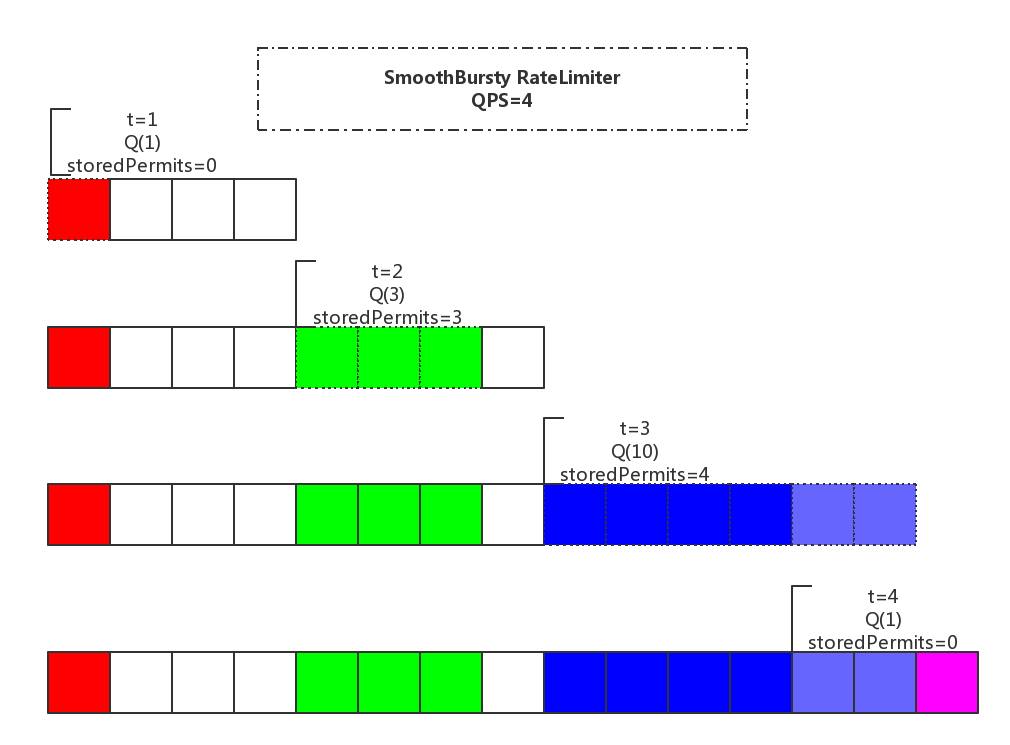 SmoothBursty RateLimiter
QPS=4
t=1
Q(1)
storedPermits=0
t=2
Q(3)
storedPermits=3
t=3
Q(10)
storedPermits=4
t=4
Q(1)
storedPermits=0